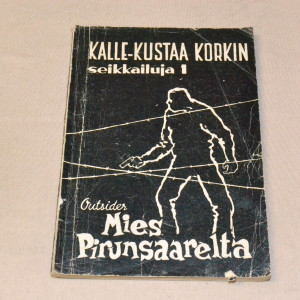 KALLE-KUSTAA KORKIN
seikkailuja 1
Outsider
Mies
Pirunsaarelta